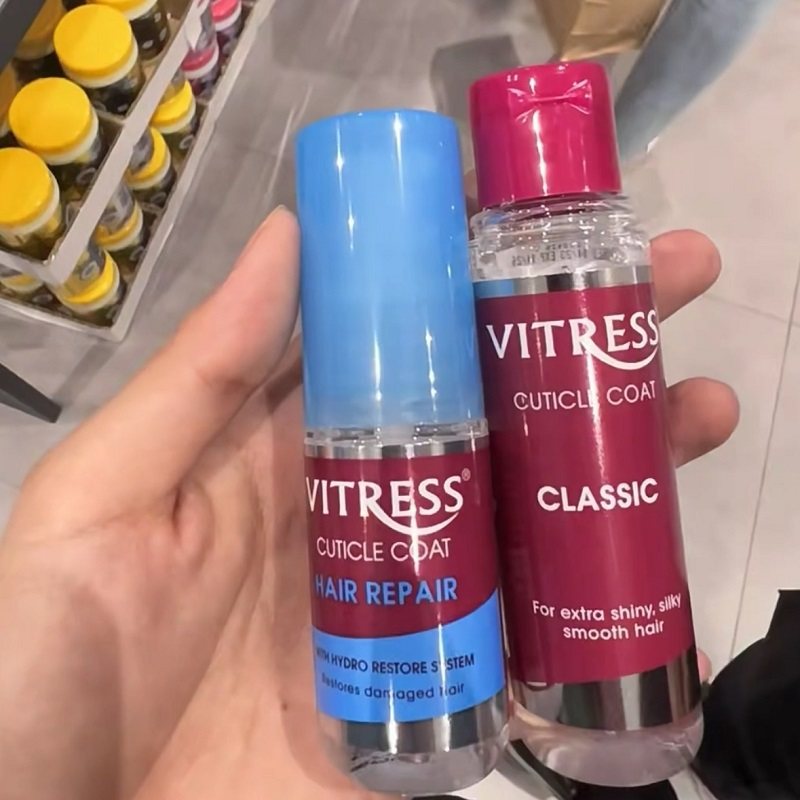 VITRESS®
CUTICLE COAT
HAIR REPAIR
WITH HYDRO RESTORE SYSTEM
Restores damaged hair
VITRESS
CUTICLE COAT
CLASSIC
For extra shiny, silky
smooth hair